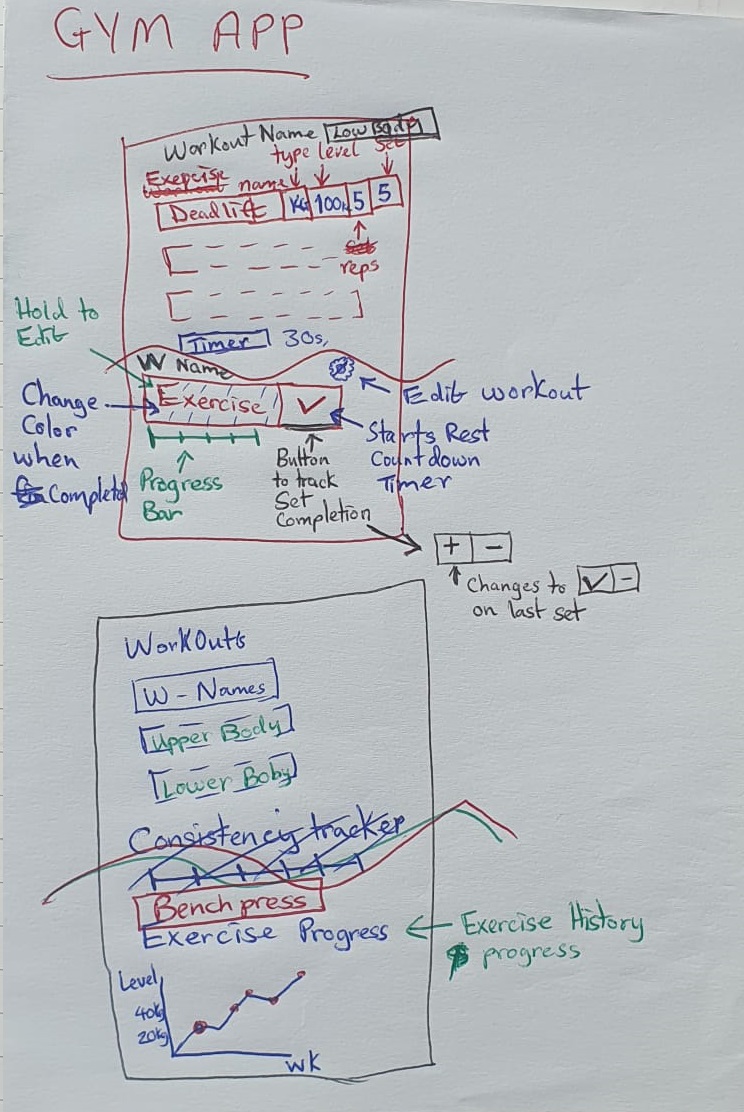 GYM APP
Workout Name Low Body
type level set
Exercise name
Deadlift Kg 100 5 5
reps
Hold to
Edit
Timer 30s,
W Name
Exercise ✓
Edit workout
Change
Color
when
Complete
Starts Rest
Countdown
Timer
Progress
Bar
Button
to track
Set
Completion
+ -
Changes to ✓ -
on last set
WorkOuts
W - Names
Upper Body
Lower Boby
Consistency tracker
Bench press
Exercise Progress
Exercise History
progress
Level
40kg
20kg
WK